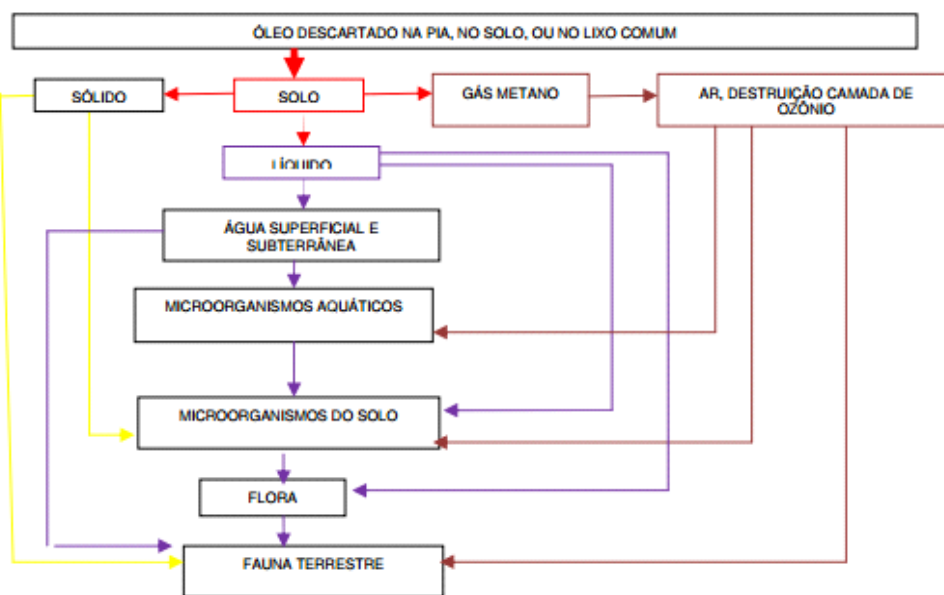 ÓLEO DESCARTADO NA PIA, NO SOLO, OU NO LIXO COMUM
SÓLIDO
SOLO
GÁS METANO
AR, DESTRUIÇÃO CAMADA DE
OZÔNIO
LÍQUIDO
ÁGUA SUPERFICIAL E
SUBTERRÂNEA
MICROORGANISMOS AQUÁTICOS
MICROORGANISMOS DO SOLO
FLORA
FAUNA TERRESTRE